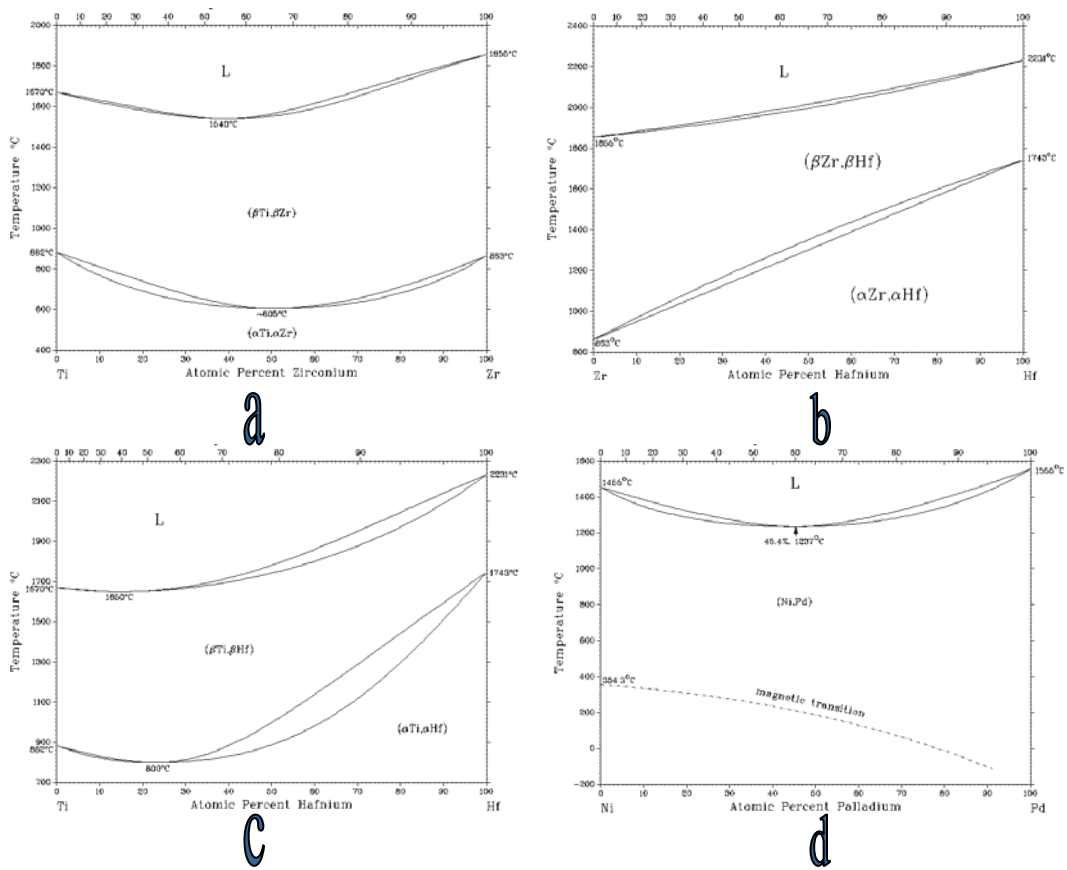 0 10 20 30 40 50 60 70 80 90 100
2000
1800
1600
1400
1200
1000
800
600
400
Temperature °C
L
1670°C
1855°C
1540°C
(βTi,βZr)
882°C
863°C
~605°C
(αTi,αZr)
0 10 20 30 40 50 60 70 80 90 100
Ti Atomic Percent Zirconium Zr
a
0 10 20 30 40 50 60 70 80 90 100
2400
2200
2000
1800
1600
1400
1200
1000
800
Temperature °C
L
2231°C
1855°C
(βZr,βHf)
1743°C
(αZr,αHf)
863°C
0 10 20 30 40 50 60 70 80 90 100
Zr Atomic Percent Hafnium Hf
b
0 10 20 30 40 50 60 70 80 90 100
2300
2100
1900
1700
1500
1300
1100
900
700
Temperature °C
L
2231°C
1670°C
1650°C
1743°C
(βTi,βHf)
(αTi,αHf)
882°C
800°C
0 10 20 30 40 50 60 70 80 90 100
Ti Atomic Percent Hafnium Hf
c
0 10 20 30 40 50 60 70 80 90 100
1600
1400
1200
1000
800
600
400
200
0
-200
Temperature °C
1455°C
L
1555°C
45.4% 1237°C
(Ni,Pd)
354.3°C
magnetic transition
0 10 20 30 40 50 60 70 80 90 100
Ni Atomic Percent Palladium Pd
d